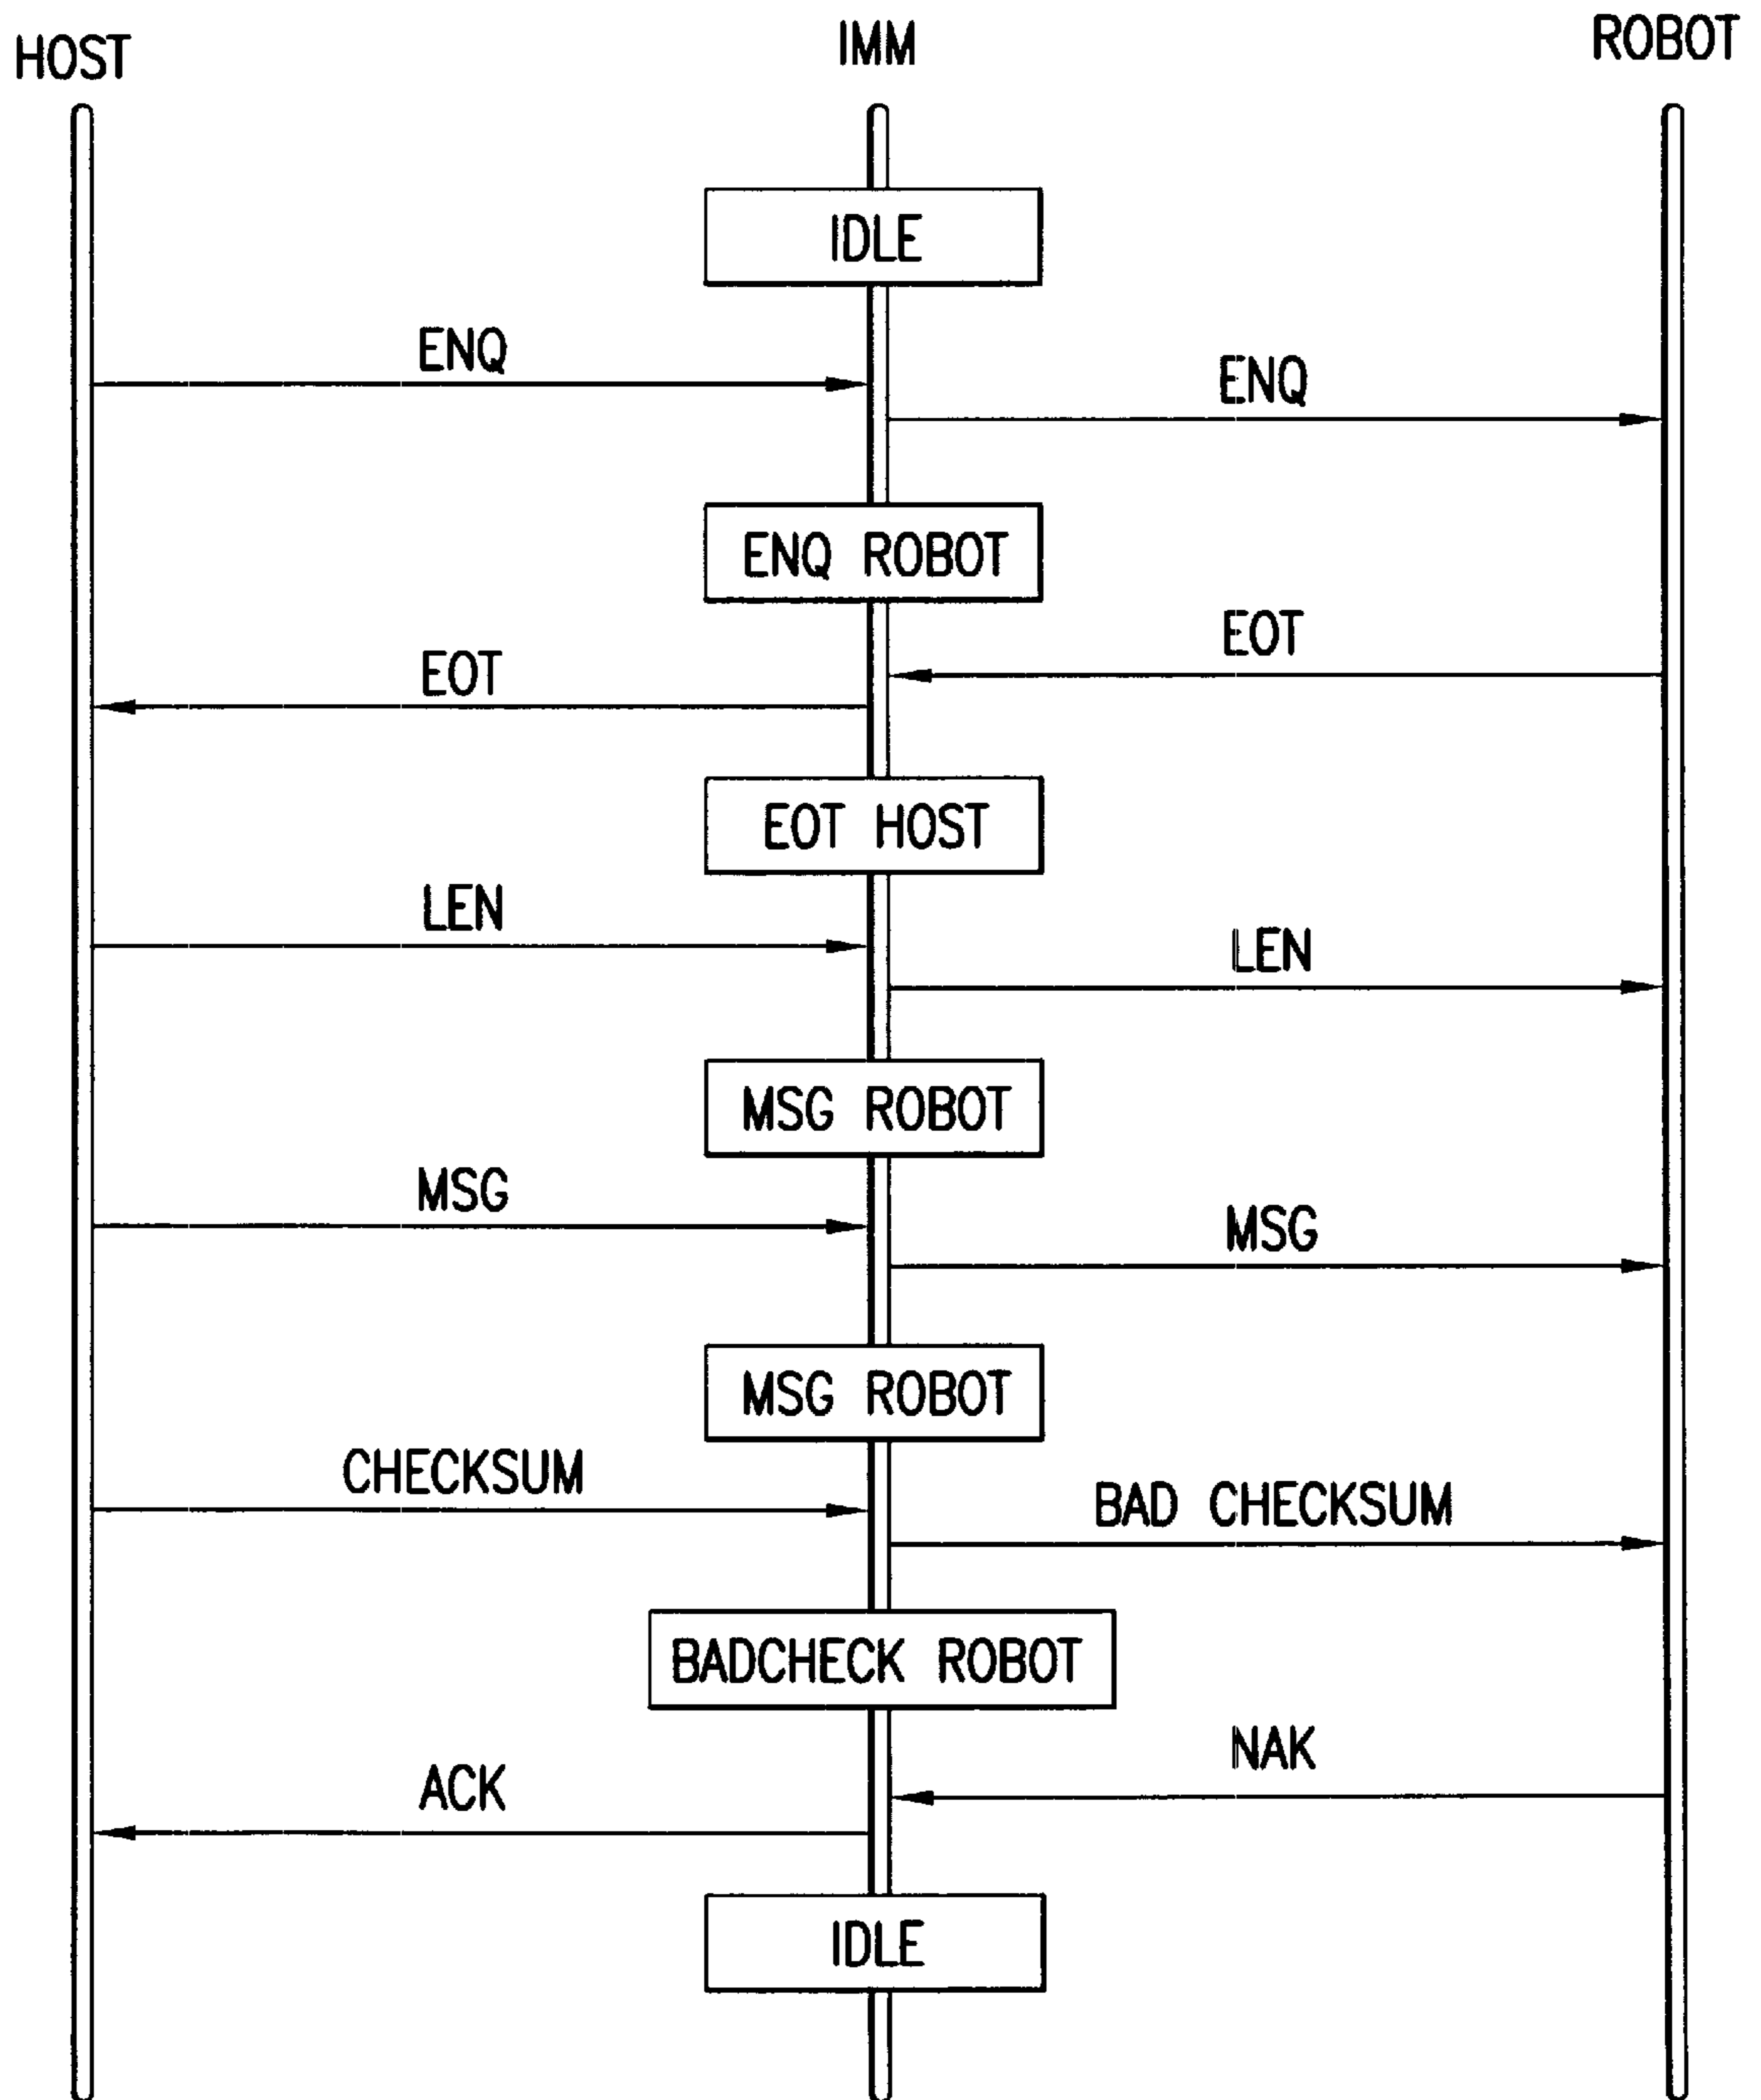 HOST
IMM
ROBOT
IDLE
ENQ
ENQ
ENQ ROBOT
EOT
EOT
EOT HOST
LEN
LEN
MSG ROBOT
MSG
MSG
MSG ROBOT
CHECKSUM
BAD CHECKSUM
BADCHECK ROBOT
NAK
ACK
IDLE